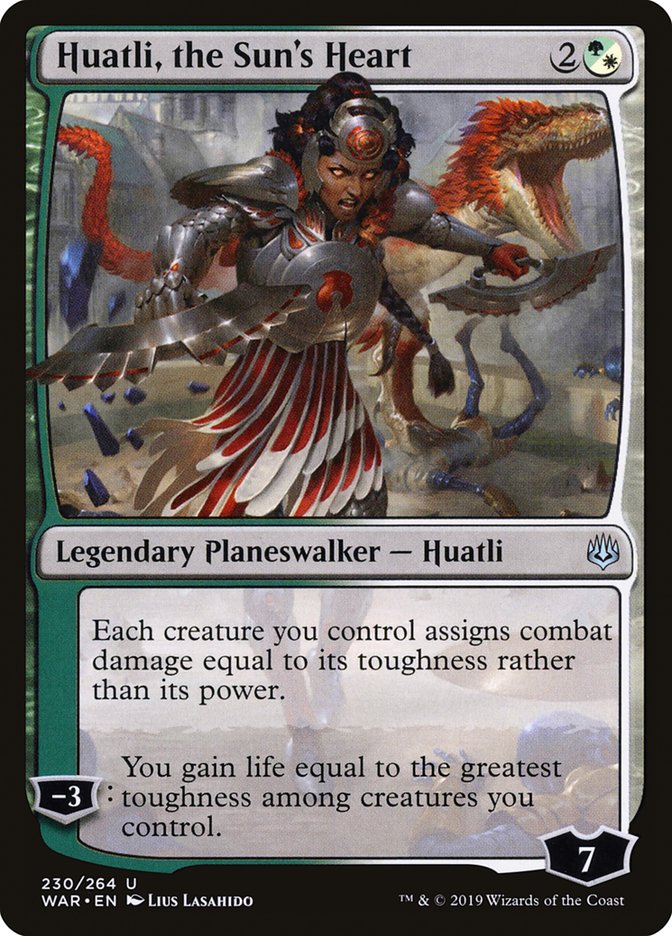 Huatli, the Sun's Heart 2
Legendary Planeswalker — Huatli
Each creature you control assigns combat
damage equal to its toughness rather
than its power.
You gain life equal to the greatest
−3 : toughness among creatures you
control.
7
230/264 U
WAR • EN Lius Lasahido
™ & © 2019 Wizards of the Coast